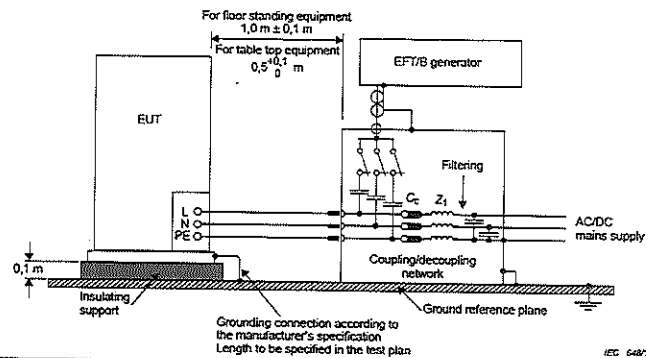 For floor standing equipment
1,0 m ± 0,1 m
For table top equipment
0,5 +0,1 0 m
EFT/B generator
EUT
Filtering
L
N
PE
Cc
Z1
AC/DC
mains supply
Coupling/decoupling
network
0,1 m
Insulating
support
Ground reference plane
Grounding connection according to
the manufacturer's specification
Length to be specified in the test plan